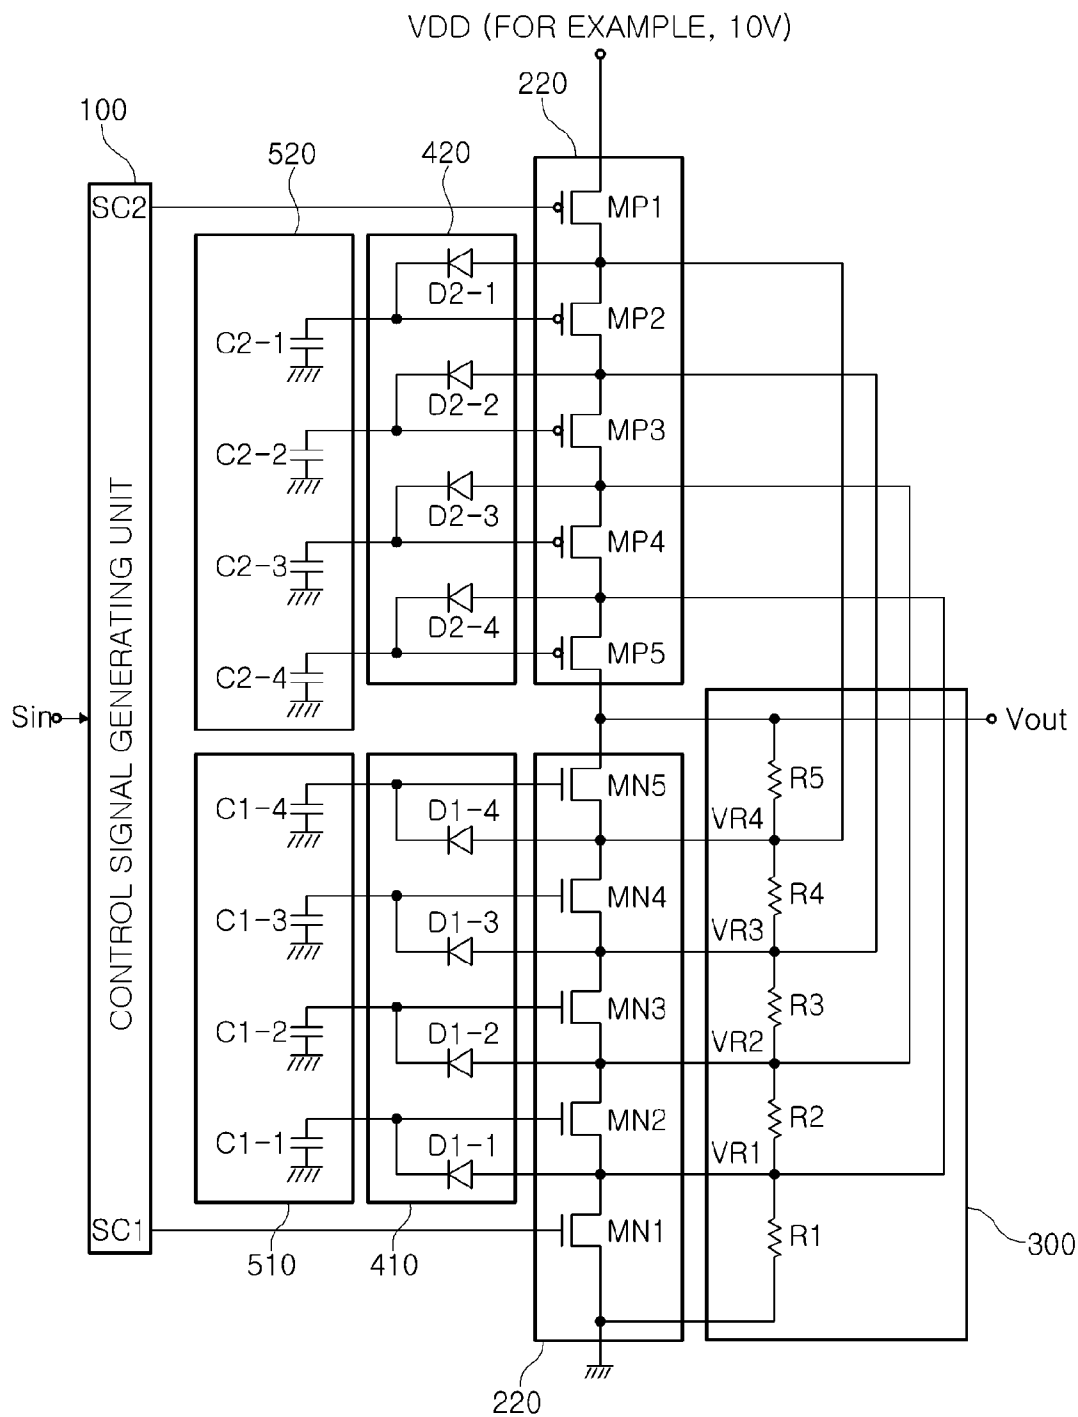 VDD (FOR EXAMPLE, 10V)
220
100
520
420
SC2
MP1
D2-1
C2-1
MP2
D2-2
C2-2
MP3
D2-3
C2-3
MP4
D2-4
C2-4
MP5
CONTROL SIGNAL GENERATING UNIT
Sin
Vout
C1-4
D1-4
MN5
VR4
R5
C1-3
D1-3
MN4
VR3
R4
C1-2
D1-2
MN3
VR2
R3
C1-1
D1-1
MN2
VR1
R2
SC1
MN1
R1
510
410
300
220